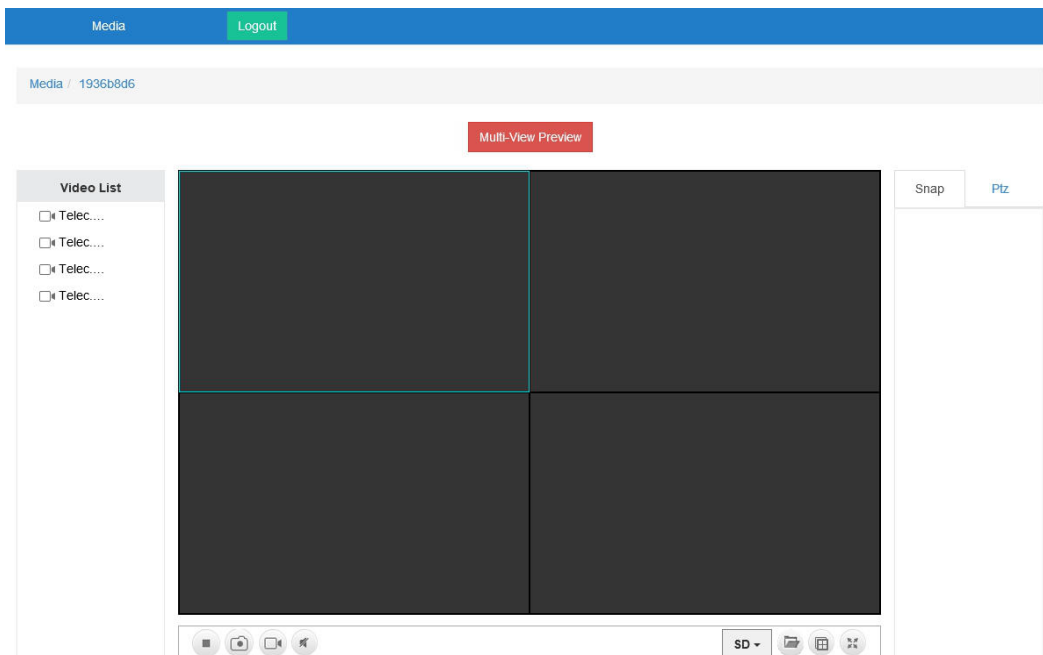 Media Logout
Media / 1936b8d6
Multi-View Preview
Video List
Telec....
Telec....
Telec....
Telec....
Snap Ptz
SD